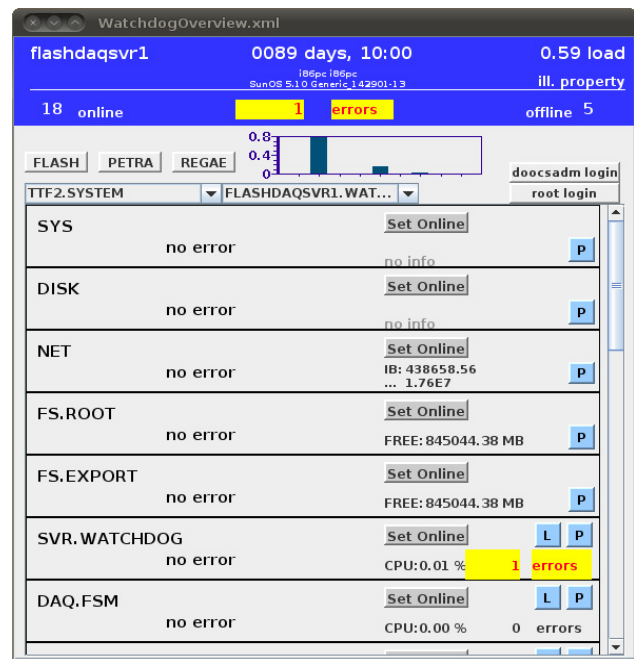 WatchdogOverview.xml
flashdaqsvr1 0089 days, 10:00 0.59 load
i86pc i86pc
SunOS 5.10 Generic_142901-13 ill. property
18 online 1 errors offline 5
0.8
0.4
0
FLASH PETRA REGAE doocsadm login
TTF2.SYSTEM FLASHDAQSVR1.WAT... root login
SYS Set Online
no error no info P
DISK Set Online
no error no info P
NET Set Online
no error IB: 438658.56 P
... 1.76E7
FS.ROOT Set Online
no error FREE:845044.38 MB P
FS.EXPORT Set Online
no error FREE:845044.38 MB P
SVR.WATCHDOG Set Online L P
no error CPU:0.01 % 1 errors
DAQ.FSM Set Online L P
no error CPU:0.00 % 0 errors